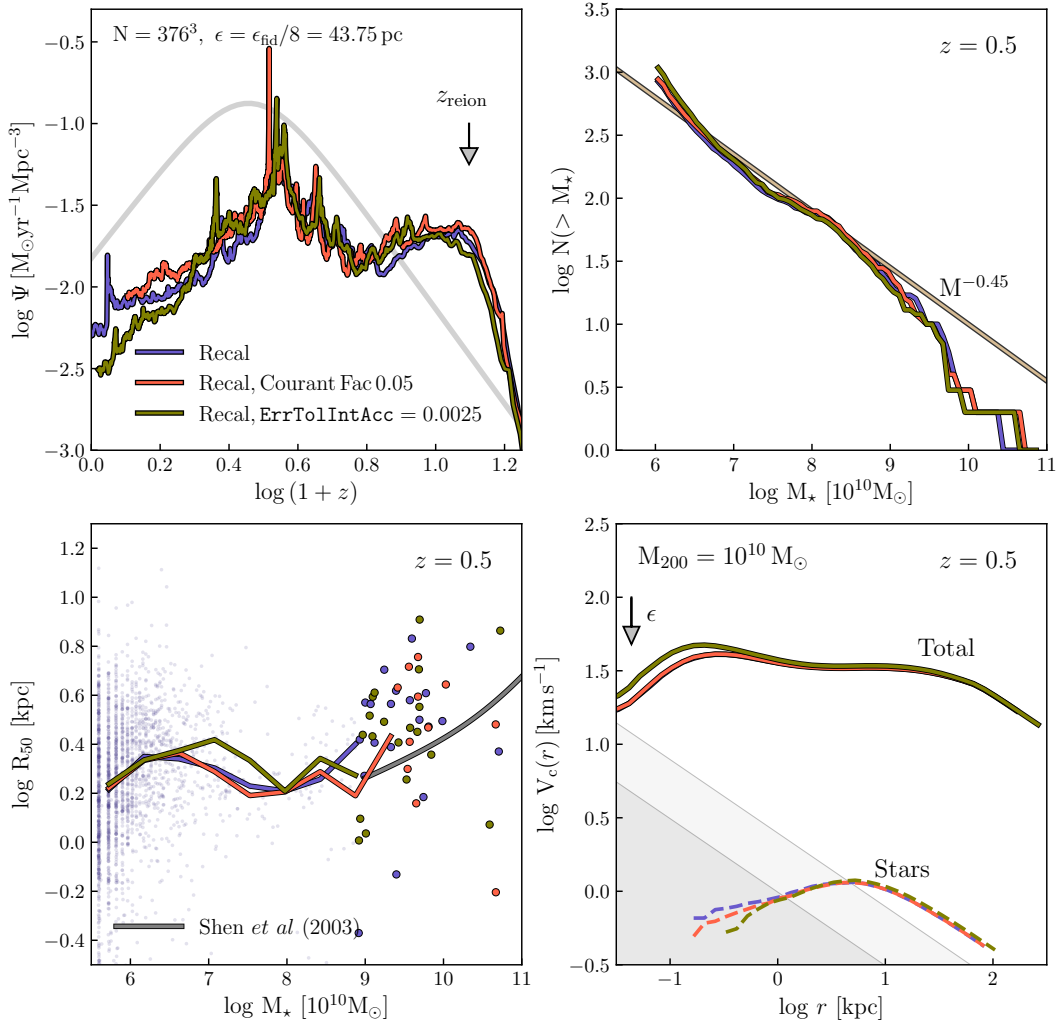 N = 376³, ϵ = ϵ_fid/8 = 43.75 pc
z_reion
Recal
Recal, Courant Fac 0.05
Recal, ErrTolIntAcc = 0.0025
log Ψ [M⊙yr⁻¹Mpc⁻³]
−0.5
−1.0
−1.5
−2.0
−2.5
−3.0
0.0 0.2 0.4 0.6 0.8 1.0 1.2
log (1 + z)
z = 0.5
M^−0.45
log N(> M⋆)
3.5
3.0
2.5
2.0
1.5
1.0
0.5
0.0
6 7 8 9 10 11
log M⋆ [10¹⁰M⊙]
z = 0.5
Shen et al (2003)
log R₅₀ [kpc]
1.2
1.0
0.8
0.6
0.4
0.2
0.0
−0.2
−0.4
6 7 8 9 10 11
log M⋆ [10¹⁰M⊙]
M₂₀₀ = 10¹⁰ M⊙
z = 0.5
ϵ
Total
Stars
log V_c(r) [km s⁻¹]
2.5
2.0
1.5
1.0
0.5
0.0
−0.5
−1 0 1 2
log r [kpc]